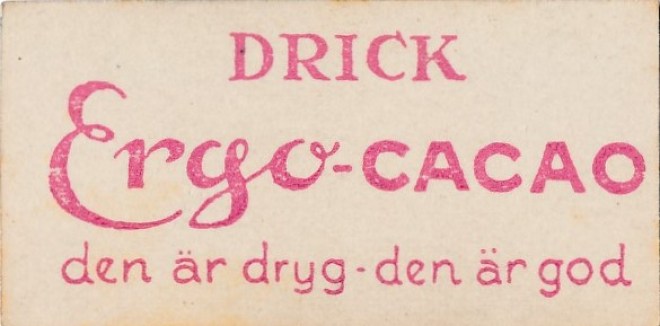 DRICK
Ergo-CACAO
den är dryg-den är god